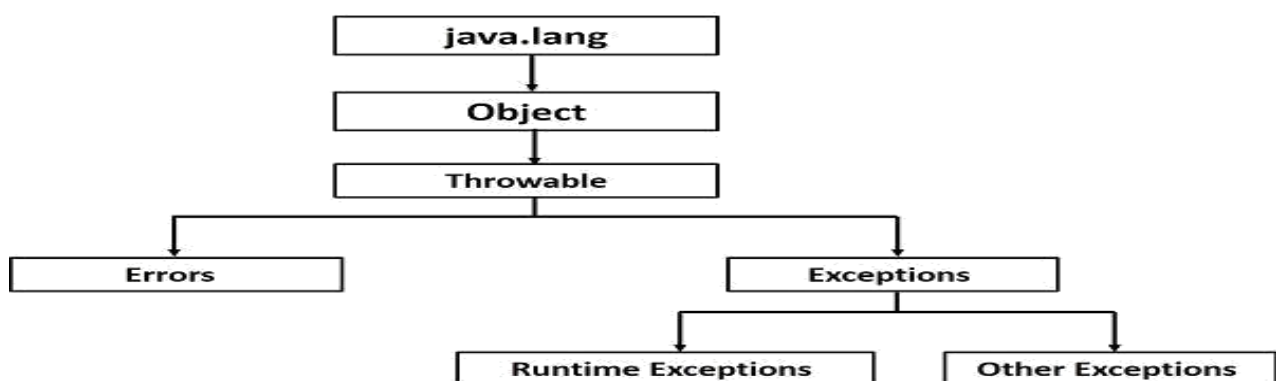 java.lang
Object
Throwable
Errors
Exceptions
Runtime Exceptions
Other Exceptions